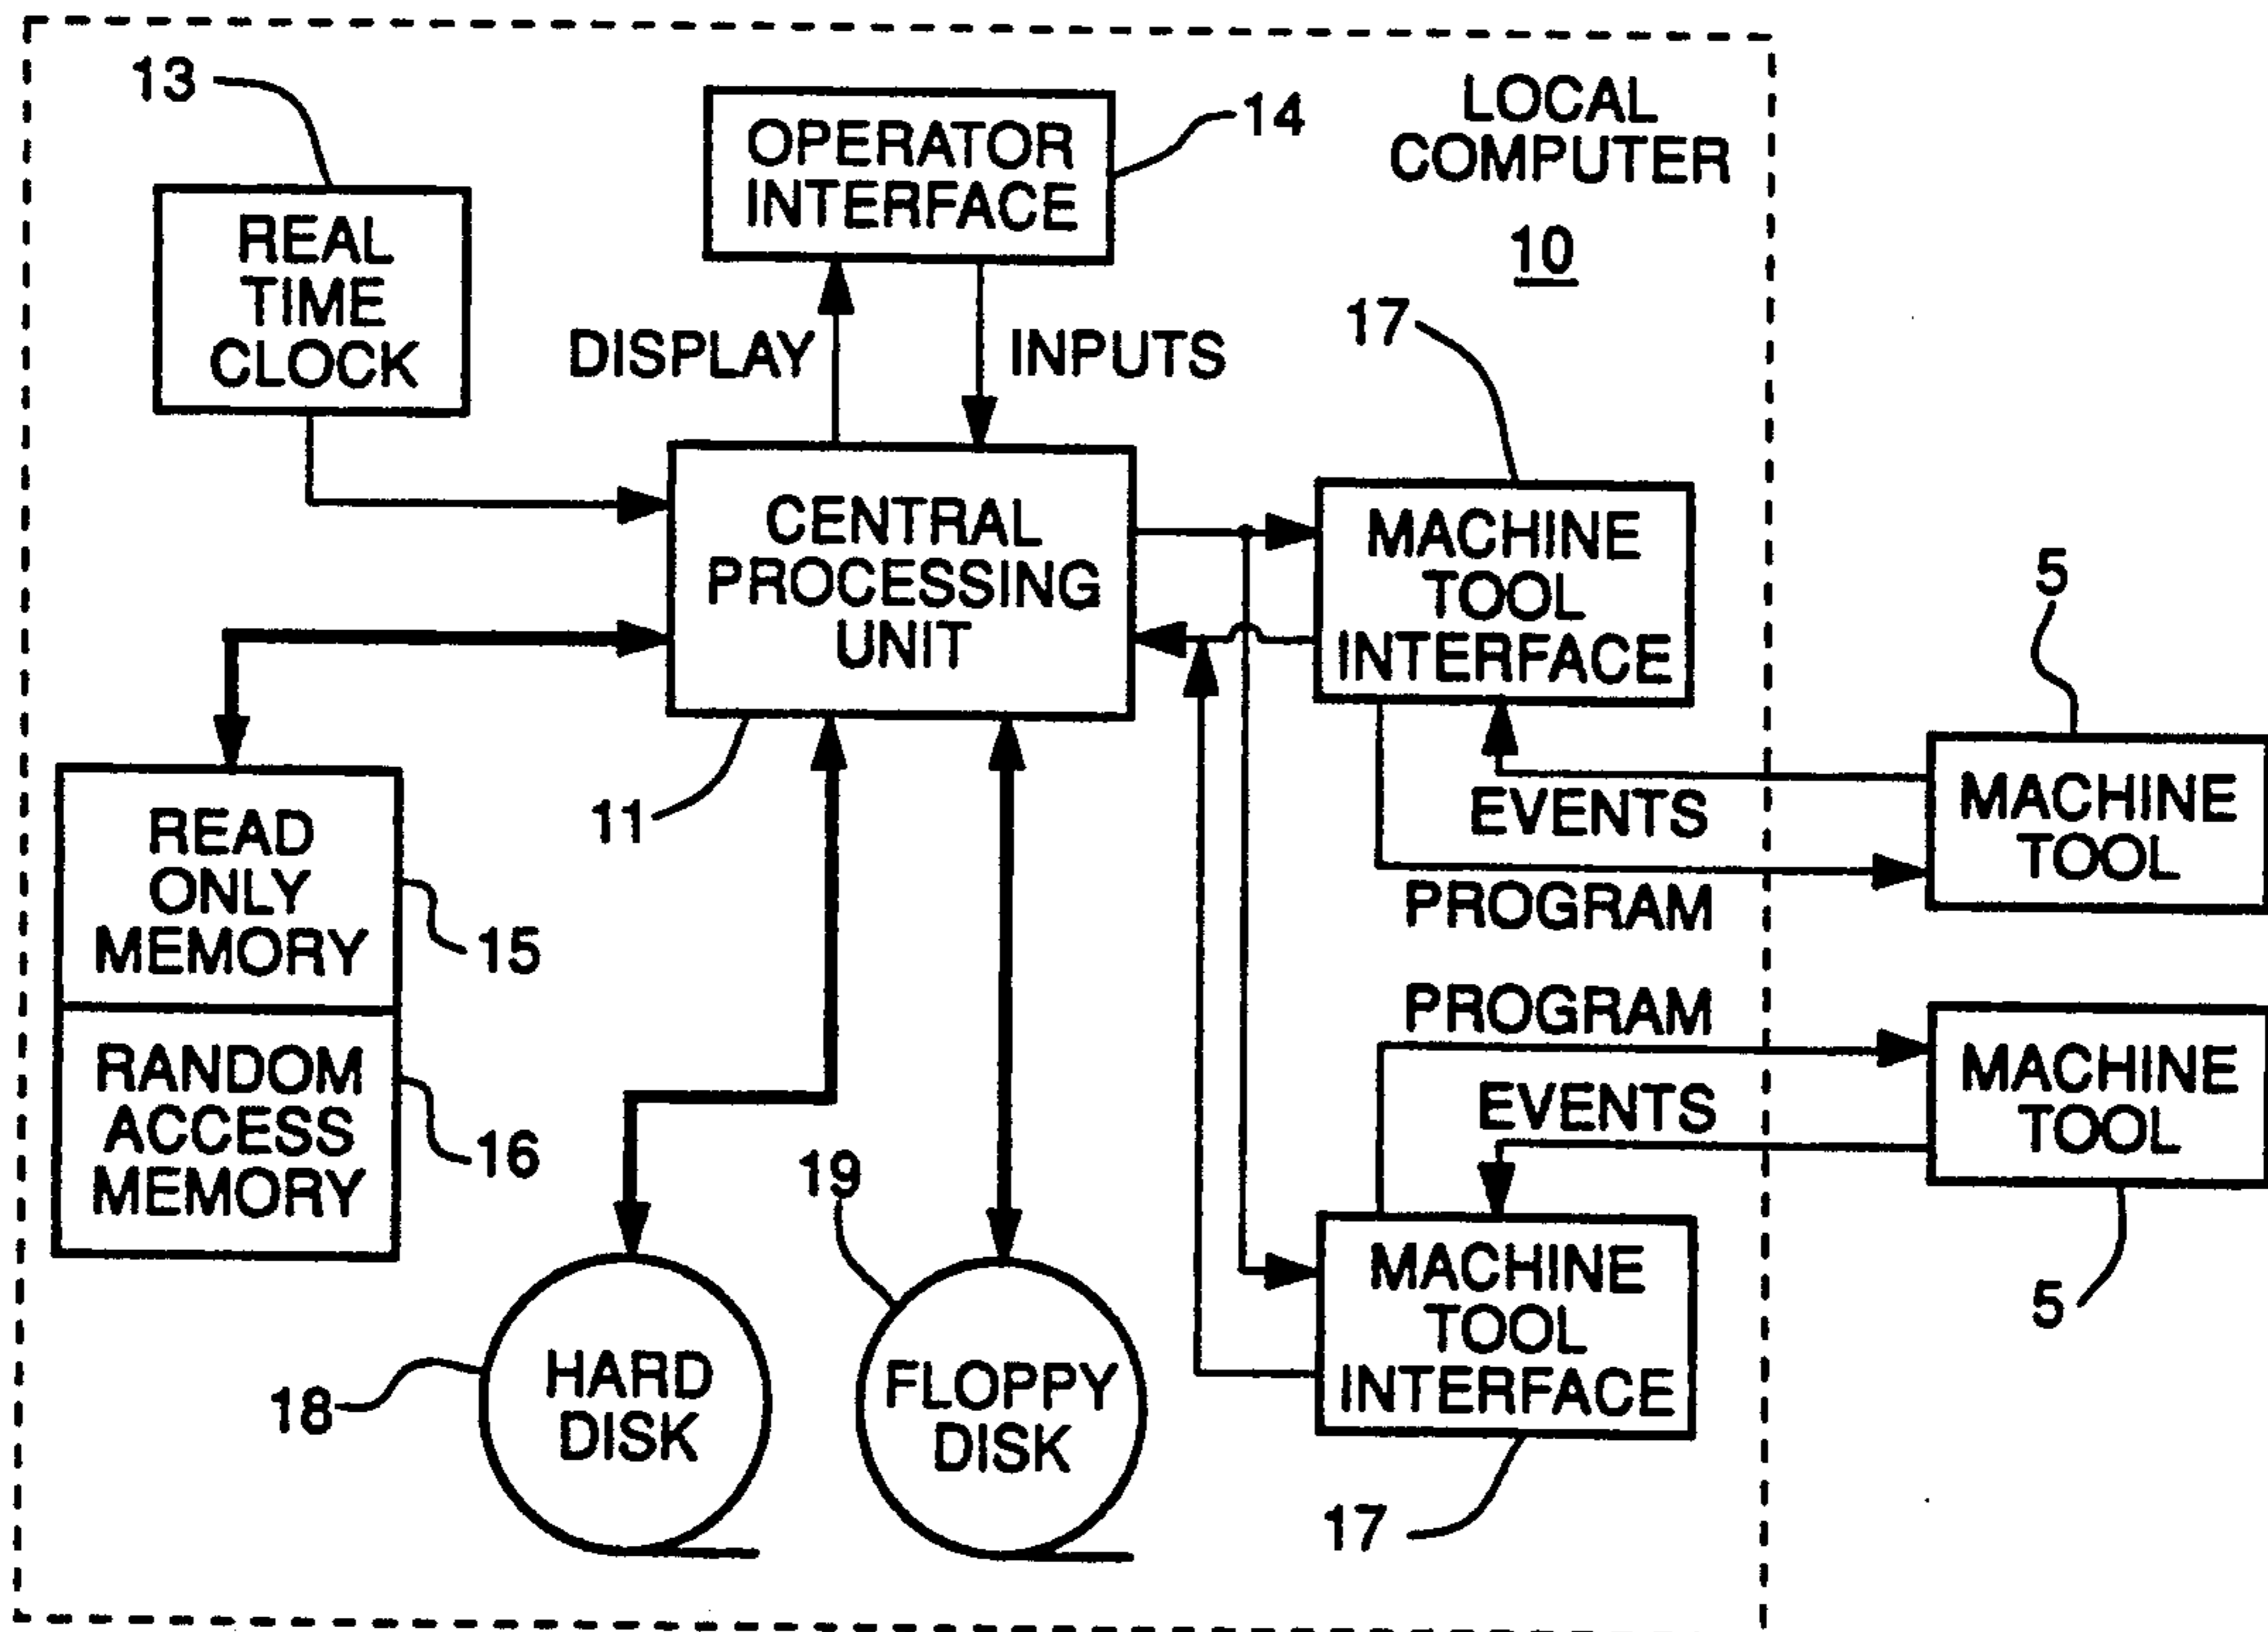 13
OPERATOR
INTERFACE
14
LOCAL
COMPUTER
10
REAL
TIME
CLOCK
DISPLAY
INPUTS
17
CENTRAL
PROCESSING
UNIT
11
MACHINE
TOOL
INTERFACE
5
MACHINE
TOOL
EVENTS
PROGRAM
READ
ONLY
MEMORY
15
RANDOM
ACCESS
MEMORY
16
PROGRAM
EVENTS
MACHINE
TOOL
5
19
HARD
DISK
18
FLOPPY
DISK
MACHINE
TOOL
INTERFACE
17